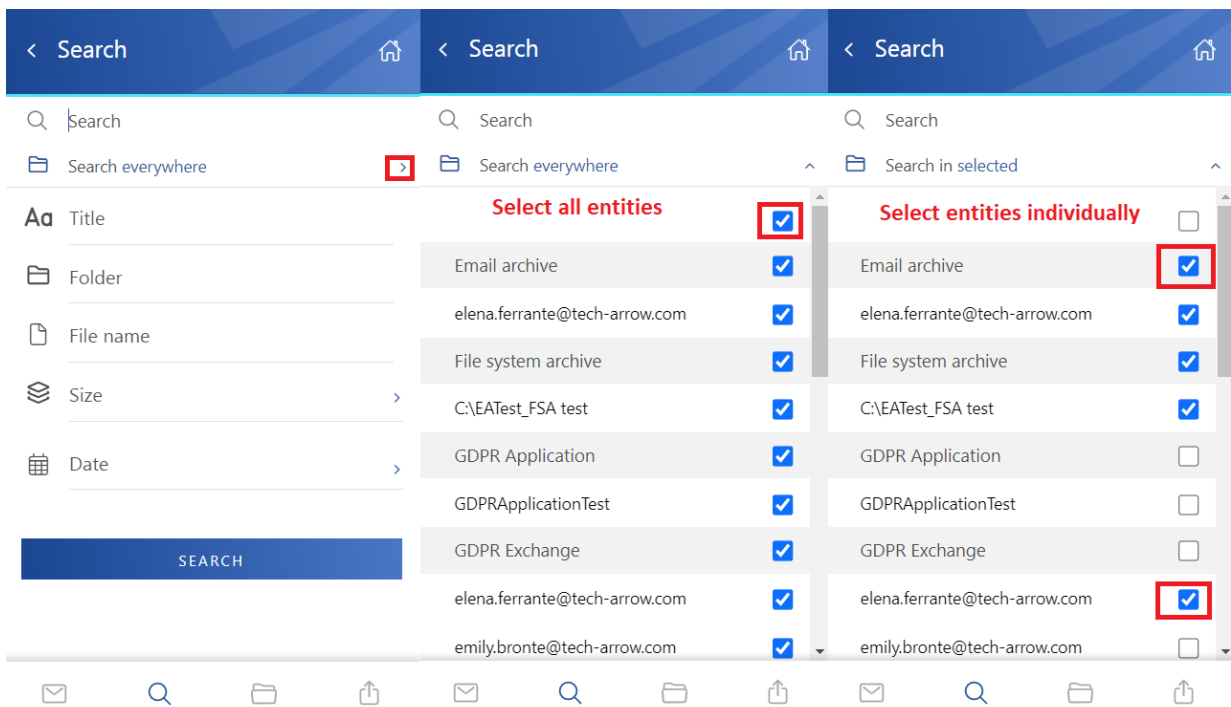 Search
Search
Search everywhere
Aa Title
Folder
File name
Size
Date
SEARCH
Search
Search
Search everywhere
Select all entities
Email archive
elena.ferrante@tech-arrow.com
File system archive
C:\EATest_FSA test
GDPR Application
GDPRApplicationTest
GDPR Exchange
elena.ferrante@tech-arrow.com
emily.bronte@tech-arrow.com
Search
Search
Search in selected
Select entities individually
Email archive
elena.ferrante@tech-arrow.com
File system archive
C:\EATest_FSA test
GDPR Application
GDPRApplicationTest
GDPR Exchange
elena.ferrante@tech-arrow.com
emily.bronte@tech-arrow.com